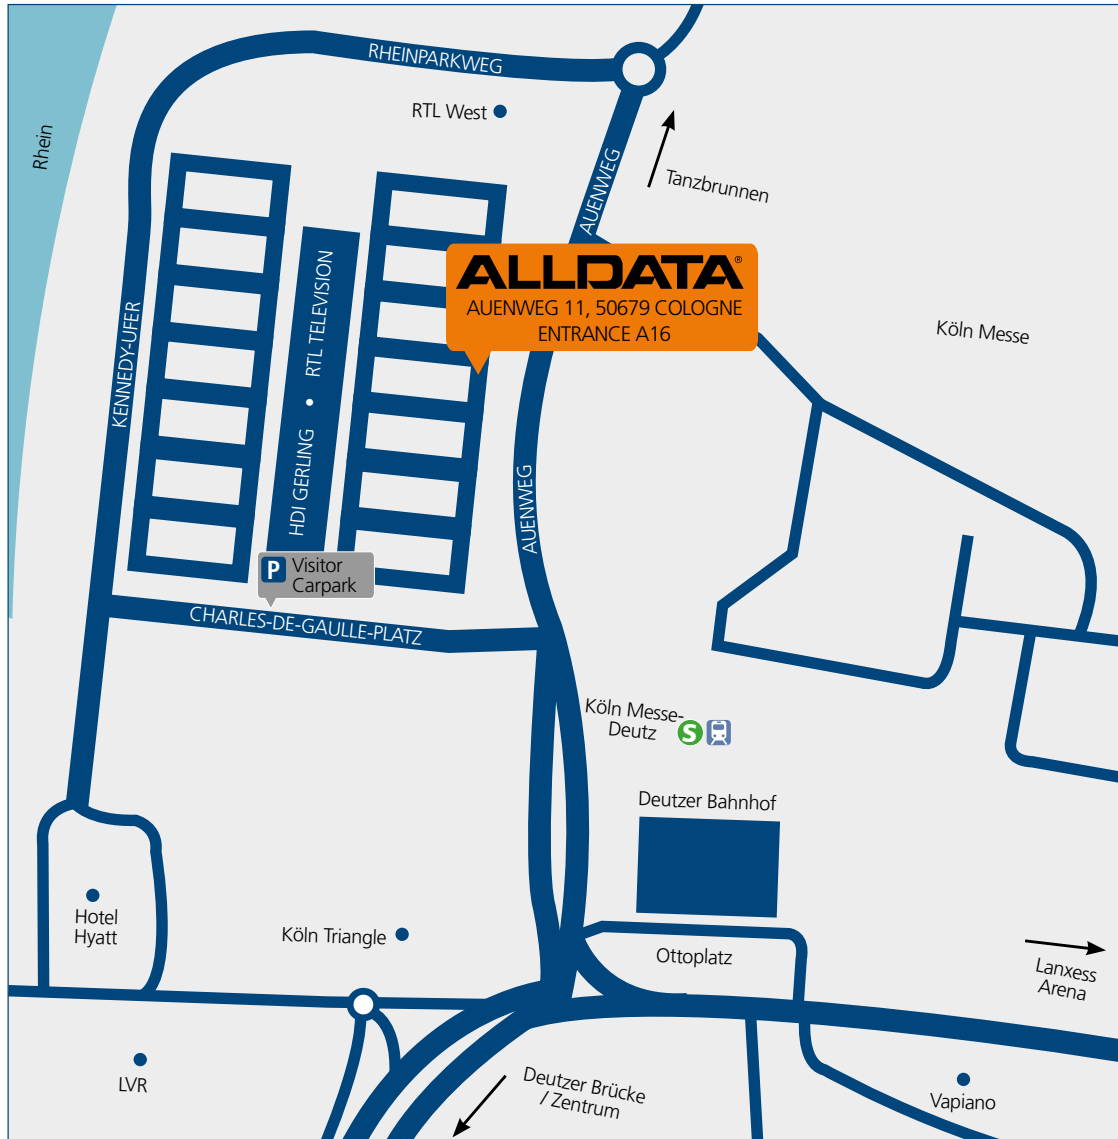 RHEINPARKWEG
RTL West
Rhein
AUENWEG
Tanzbrunnen
ALLDATA®
AUENWEG 11, 50679 COLOGNE
ENTRANCE A16
Köln Messe
KENNEDY-UFER
HDI GERLING • RTL TELEVISION
AUENWEG
P Visitor
Carpark
CHARLES-DE-GAULLE-PLATZ
Köln Messe-
Deutz S
Deutzer Bahnhof
Hotel
Hyatt
Köln Triangle
Ottoplatz
Lanxess
Arena
LVR
Deutzer Brücke
/ Zentrum
Vapiano